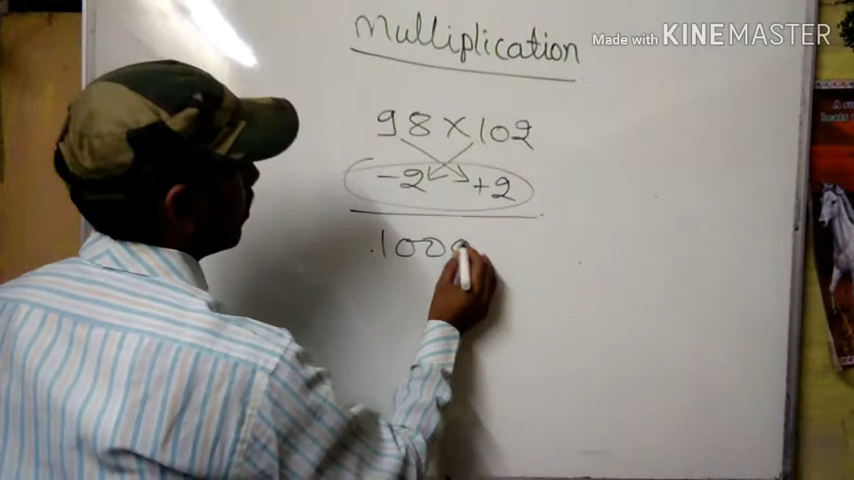 Made with KINEMASTER
Multiplication
98 × 102
-2 +2
1000